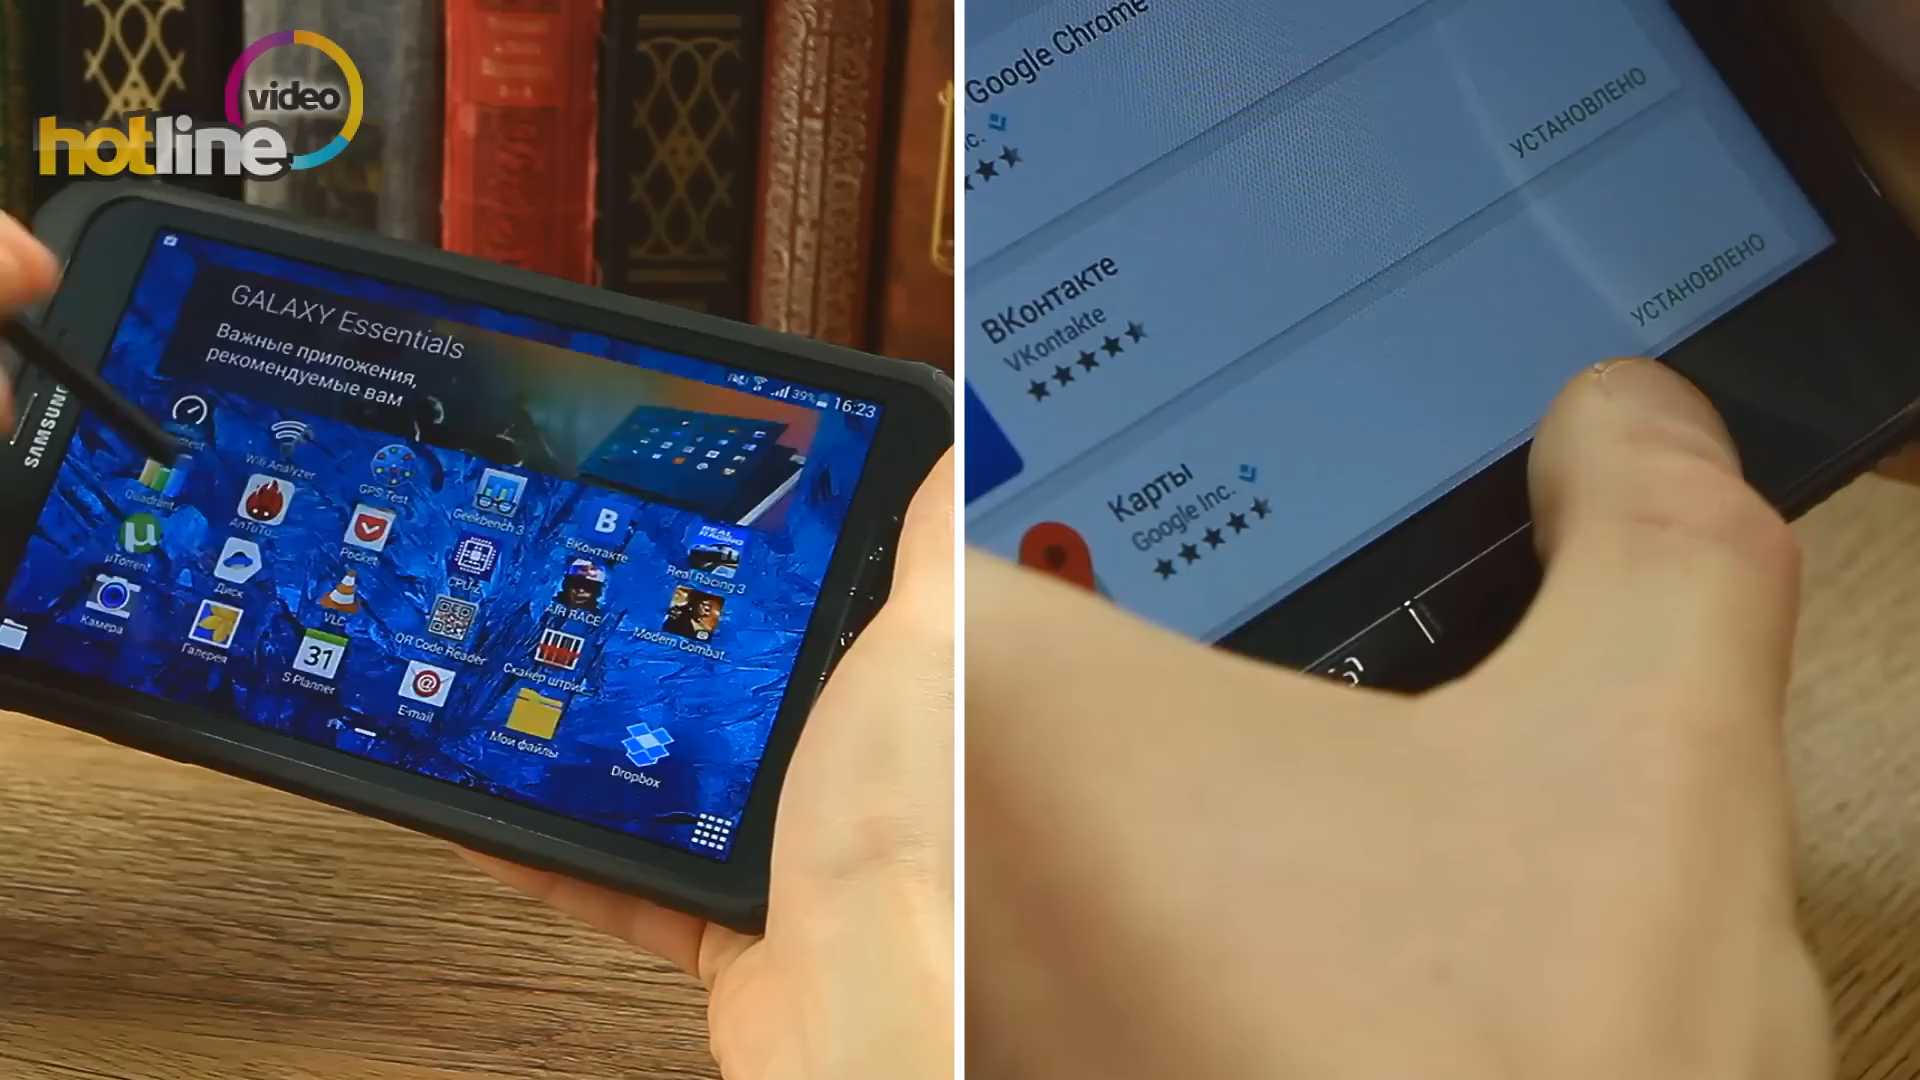 hotline
video
SAMSUNG
GALAXY Essentials
Важные приложения,
рекомендуемые вам
39%
16:23
Wifi Analyzer
GPS Test
Geekbench 3
ВКонтакте
Real Racing 3
Quadrant
AnTuTu...
Pocket
CPU-Z
AIR RACE
Modern Combat...
µTorrent
Диск
VLC
QR Code Reader
Сканер штрих...
Камера
Галерея
31
S Planner
E-mail
Мои файлы
Dropbox
Google Chrome
УСТАНОВЛЕНО
ВКонтакте
VKontakte
УСТАНОВЛЕНО
Карты
Google Inc.